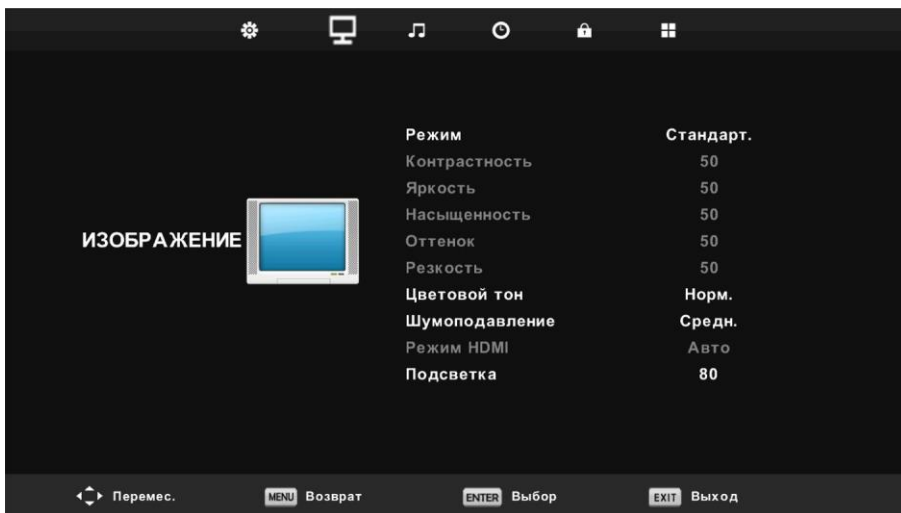 ИЗОБРАЖЕНИЕ
Режим Стандарт.
Контрастность 50
Яркость 50
Насыщенность 50
Оттенок 50
Резкость 50
Цветовой тон Норм.
Шумоподавление Средн.
Режим HDMI Авто
Подсветка 80
Перемес. MENU Возврат ENTER Выбор EXIT Выход